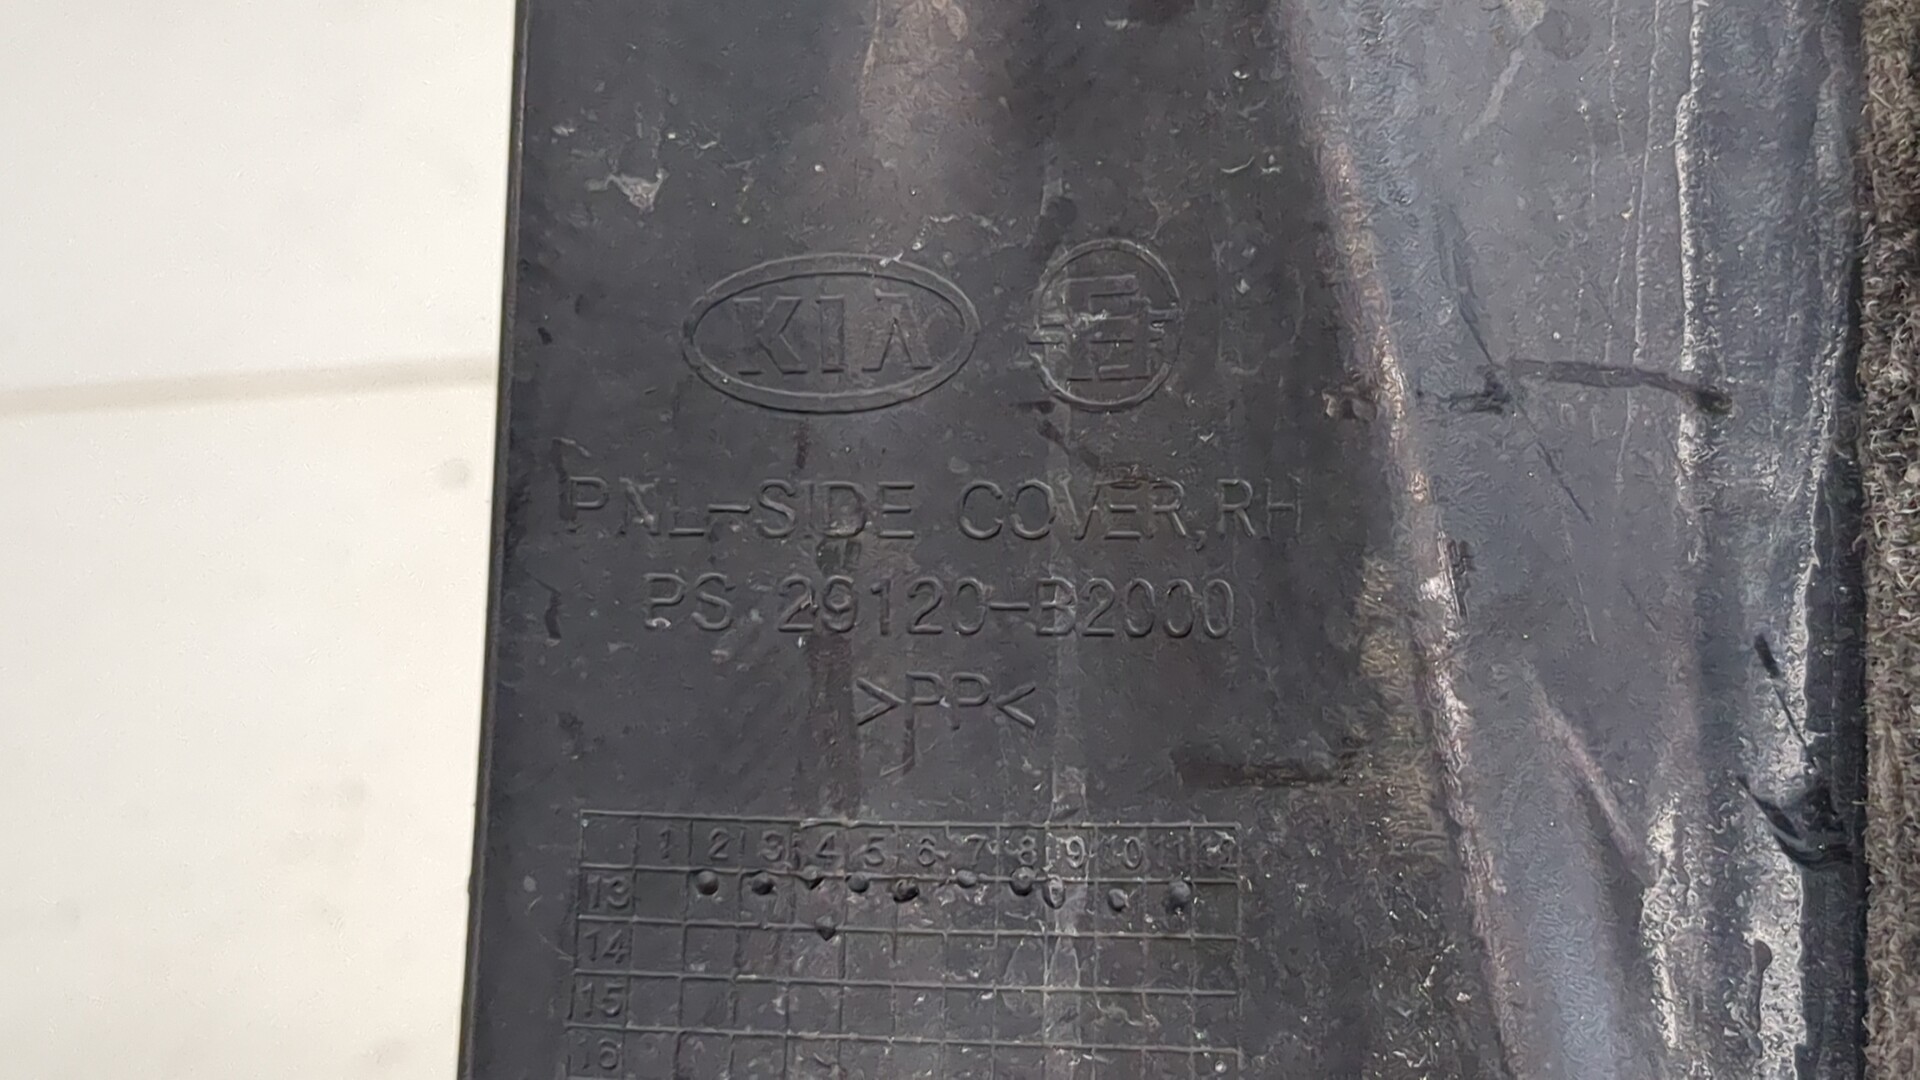 KIA
PNL-SIDE COVER,RH
PS 29120-B2000
>PP<
1 2 3 4 5 6 7 8 9 10 11 12
13
14
15
16